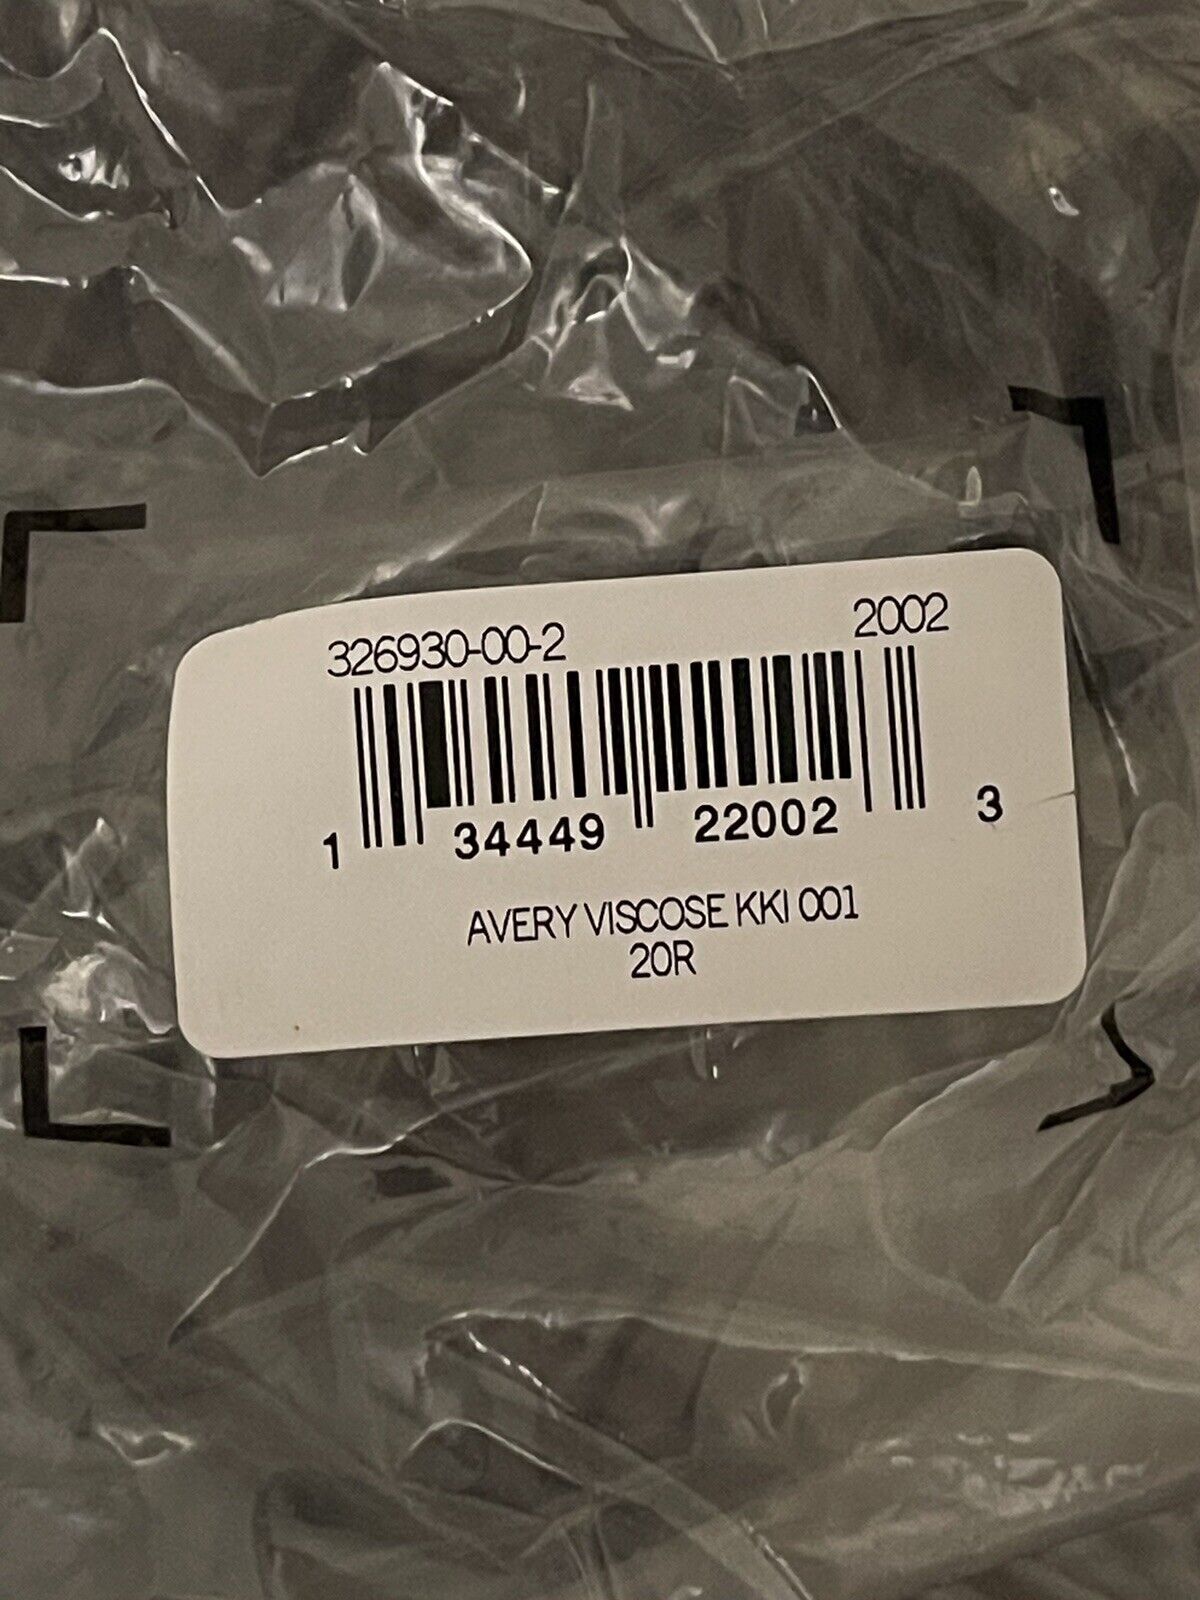 326930-00-2 2002
1 34449 22002 3
AVERY VISCOSE KKI 001
20R